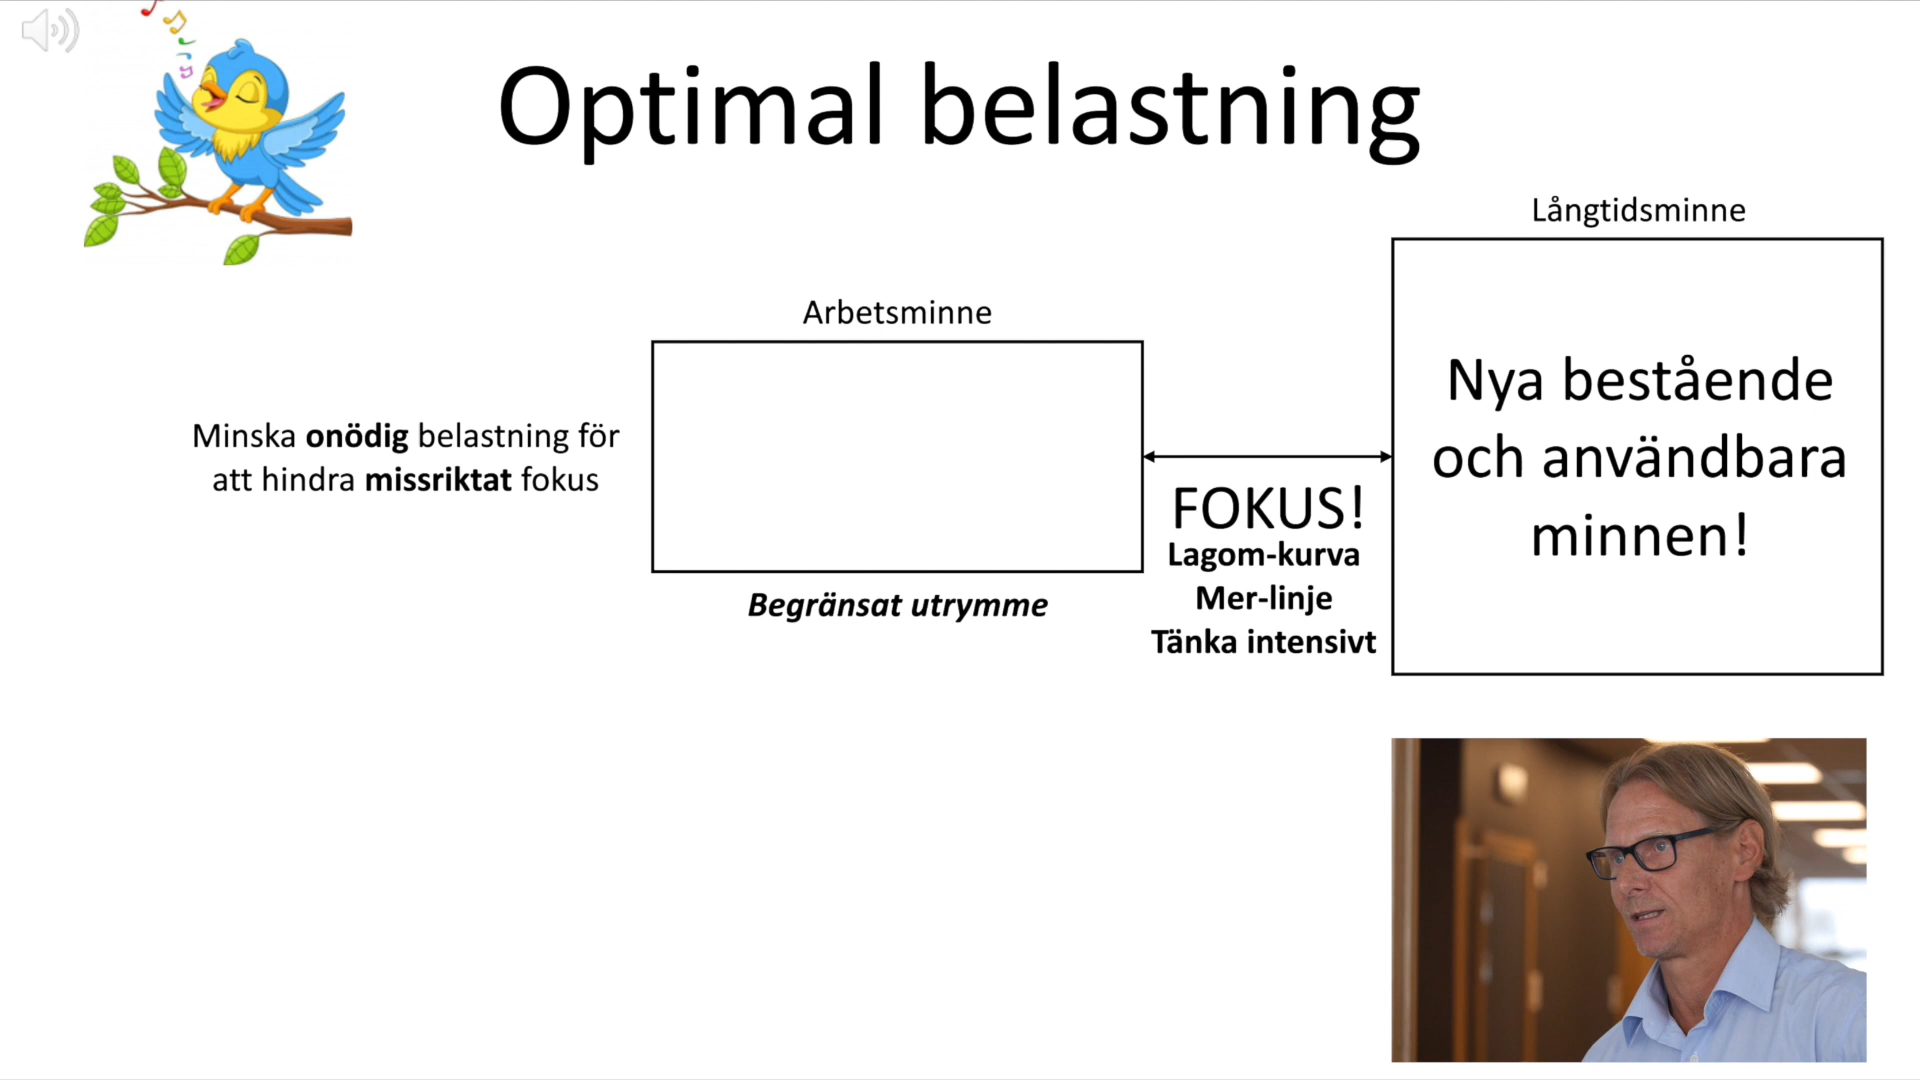 Optimal belastning
Långtidsminne
Arbetsminne
Nya bestående
och användbara
minnen!
Minska onödig belastning för
att hindra missriktat fokus
FOKUS!
Lagom-kurva
Mer-linje
Tänka intensivt
Begränsat utrymme